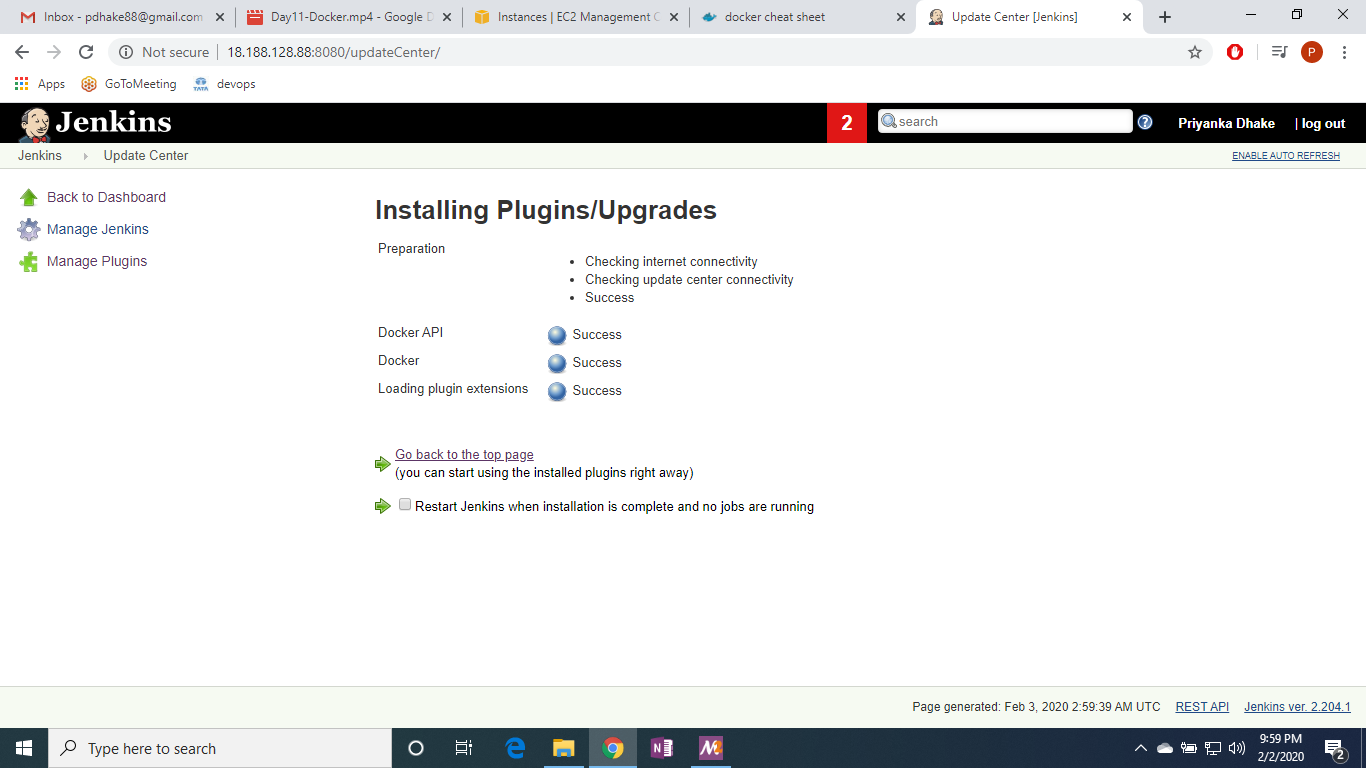 Inbox - pdhake88@gmail.com
Day11-Docker.mp4 - Google D
Instances | EC2 Management C
docker cheat sheet
Update Center [Jenkins]
Not secure 18.188.128.88:8080/updateCenter/
P
Apps GoToMeeting TATA devops
Jenkins 2 search Priyanka Dhake | log out
Jenkins Update Center ENABLE AUTO REFRESH
Back to Dashboard
Manage Jenkins
Manage Plugins
Installing Plugins/Upgrades
Preparation
Checking internet connectivity
Checking update center connectivity
Success
Docker API Success
Docker Success
Loading plugin extensions Success
Go back to the top page
(you can start using the installed plugins right away)
Restart Jenkins when installation is complete and no jobs are running
Page generated: Feb 3, 2020 2:59:39 AM UTC REST API Jenkins ver. 2.204.1
Type here to search
9:59 PM
2/2/2020
2